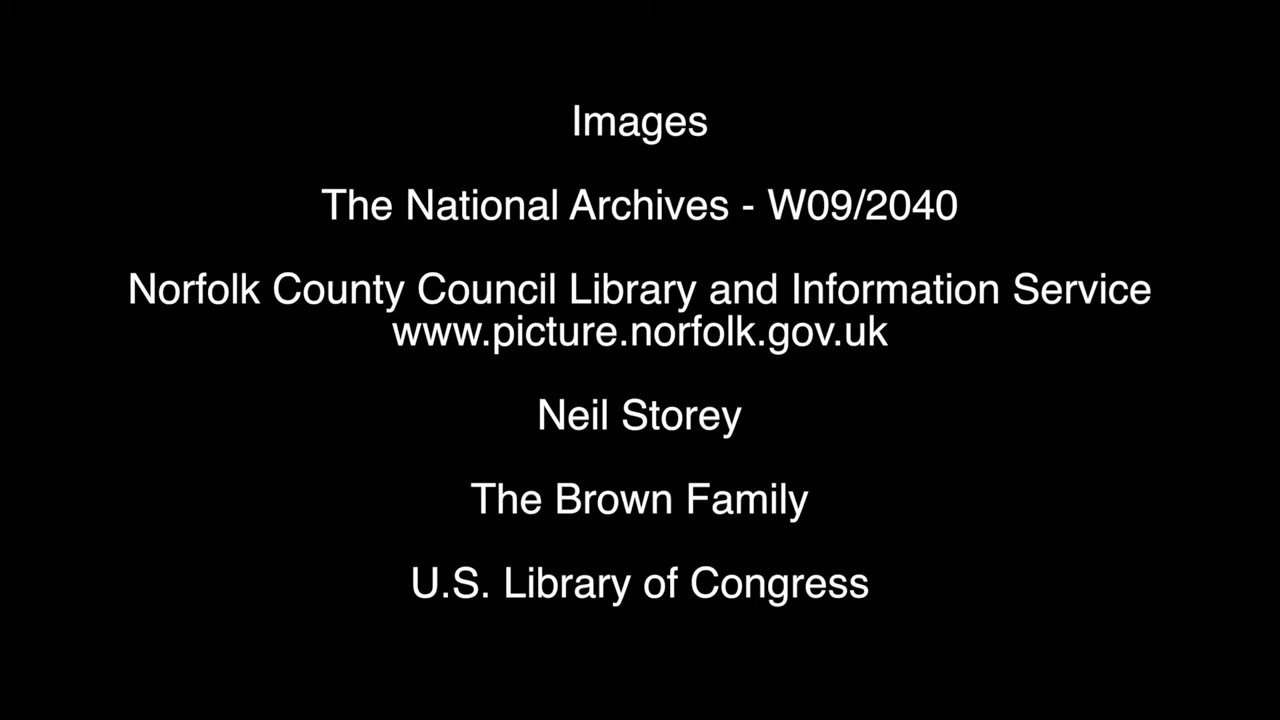 Images
The National Archives - W09/2040
Norfolk County Council Library and Information Service
www.picture.norfolk.gov.uk
Neil Storey
The Brown Family
U.S. Library of Congress